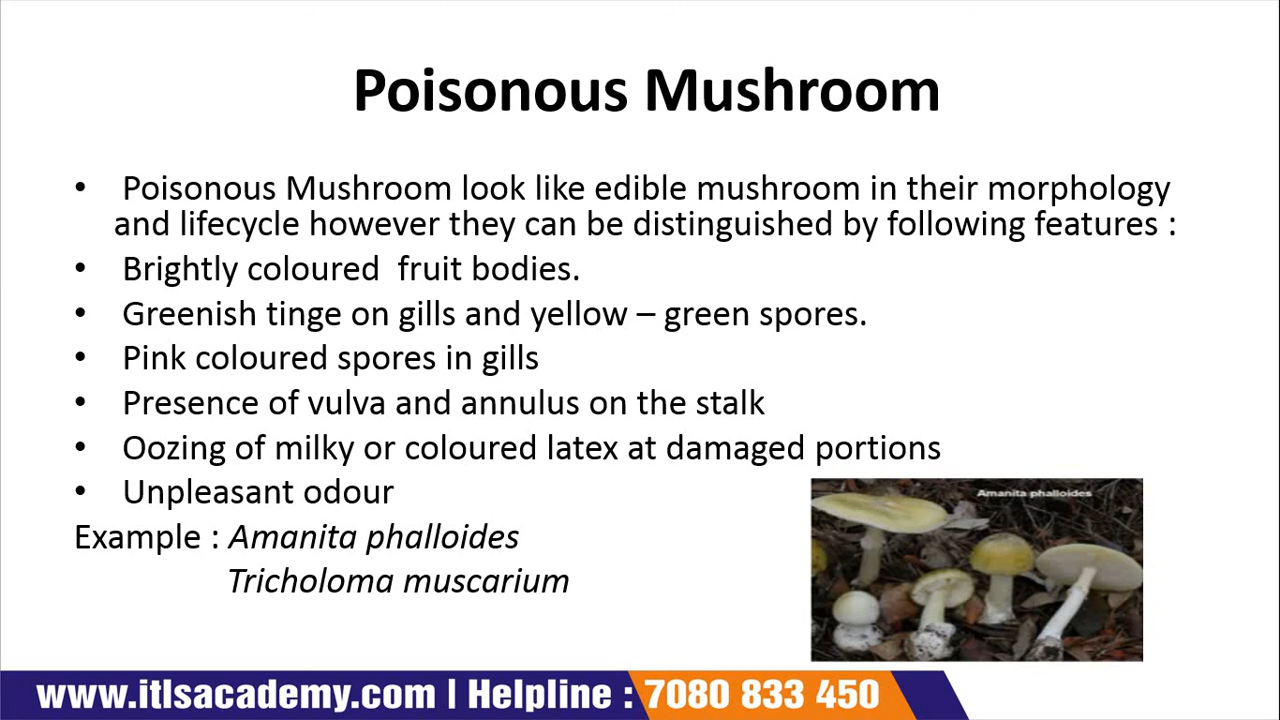 Poisonous Mushroom
• Poisonous Mushroom look like edible mushroom in their morphology
and lifecycle however they can be distinguished by following features :
• Brightly coloured fruit bodies.
• Greenish tinge on gills and yellow – green spores.
• Pink coloured spores in gills
• Presence of vulva and annulus on the stalk
• Oozing of milky or coloured latex at damaged portions
• Unpleasant odour
Example : Amanita phalloides
Tricholoma muscarium
Amanita phalloides
www.itlsacademy.com | Helpline : 7080 833 450